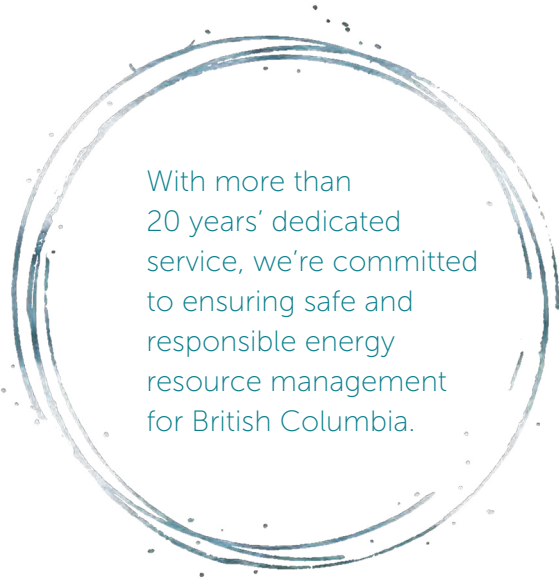 With more than
20 years’ dedicated
service, we’re committed
to ensuring safe and
responsible energy
resource management
for British Columbia.